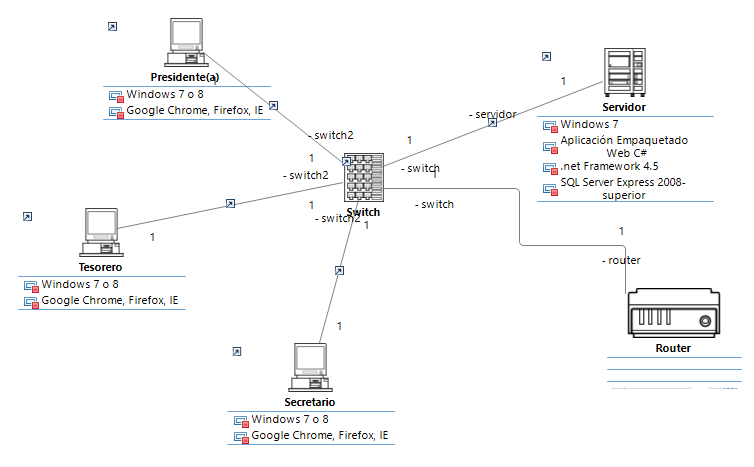 Presidente(a)
1
Windows 7 o 8
Google Chrome, Firefox, IE
- switch2
1
- switch2
1
- switch2
1
Switch
1
- servidor
1
- switch
1
- switch
Servidor
Windows 7
Aplicación Empaquetado
Web C#
.net Framework 4.5
SQL Server Express 2008-
superior
1
- router
Router
1
Tesorero
Windows 7 o 8
Google Chrome, Firefox, IE
1
Secretario
Windows 7 o 8
Google Chrome, Firefox, IE